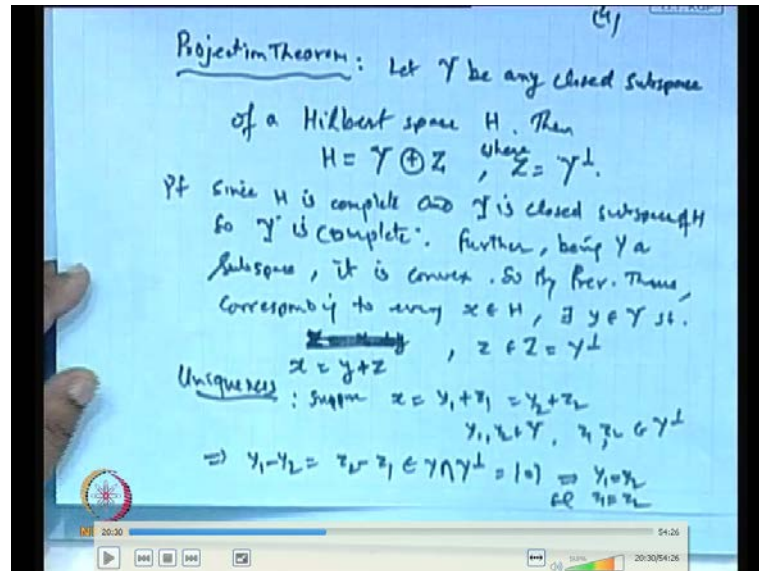 (4)
Projection Theorem: Let Y be any closed subspace
of a Hilbert space H. Then
H = Y ⊕ Z, where Z = Y⊥.
Pf Since H is complete and Y is closed subspace of H
So Y is complete. Further, being Y a
Subspace, it is convex. So By Prev. Thm,
Corresponding to every x ∈ H, ∃ y ∈ Y st.
, z ∈ Z = Y⊥
x = y + z
Uniqueness: Suppose x = y1 + z1 = y2 + z2
y1, y2 ∈ Y, z1, z2 ∈ Y⊥
⇒ y1 - y2 = z2 - z1 ∈ Y ∩ Y⊥ = {0} ⇒ y1 = y2
z1 = z2
20:30
54:26
50%
20:30/54:26